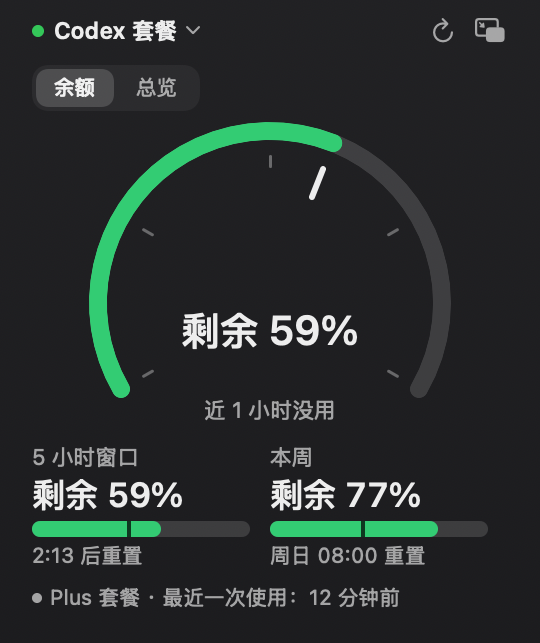 Codex 套餐
余额 总览
剩余 59%
近 1 小时没用
5 小时窗口 本周
剩余 59% 剩余 77%
2:13 后重置 周日 08:00 重置
Plus 套餐 · 最近一次使用：12 分钟前